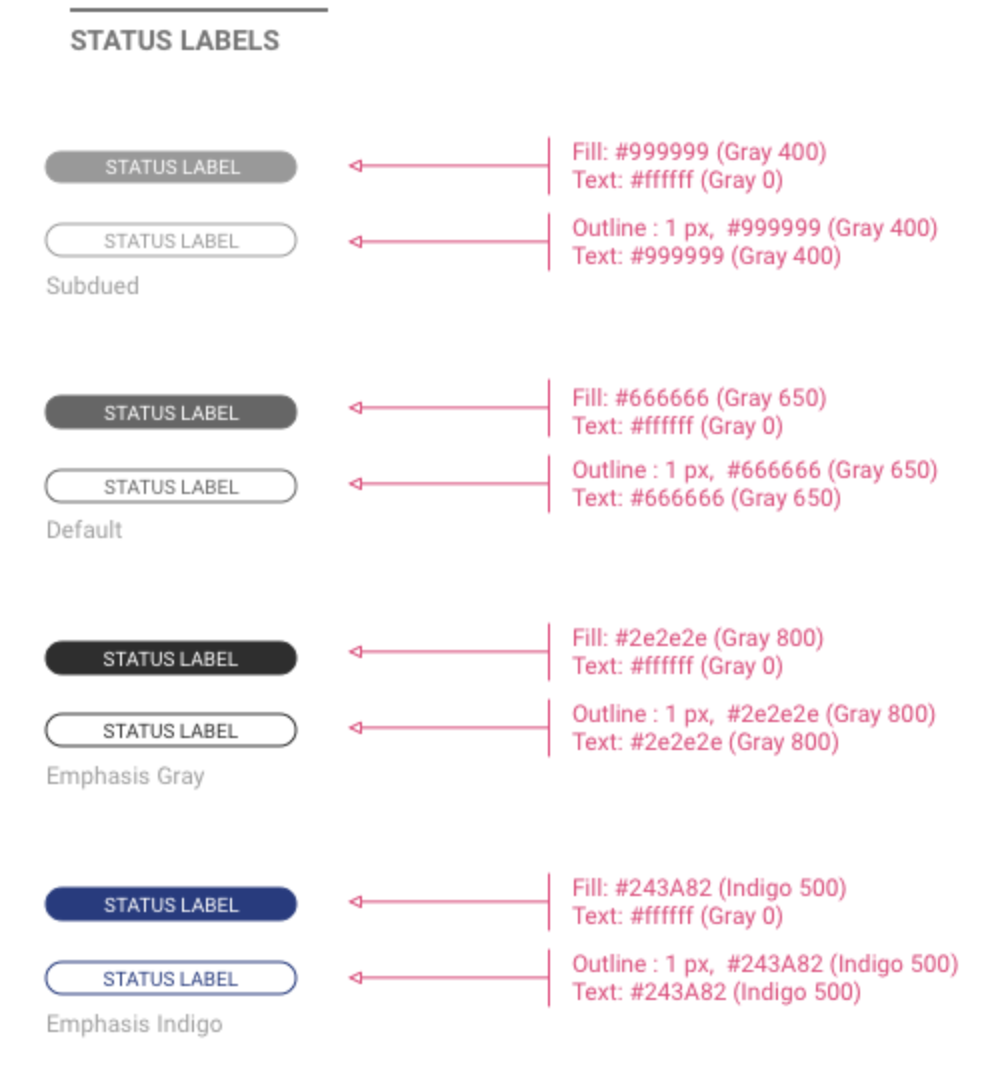 STATUS LABELS
STATUS LABEL
Fill: #999999 (Gray 400)
Text: #ffffff (Gray 0)
STATUS LABEL
Outline : 1 px,  #999999 (Gray 400)
Text: #999999 (Gray 400)
Subdued
STATUS LABEL
Fill: #666666 (Gray 650)
Text: #ffffff (Gray 0)
STATUS LABEL
Outline : 1 px,  #666666 (Gray 650)
Text: #666666 (Gray 650)
Default
STATUS LABEL
Fill: #2e2e2e (Gray 800)
Text: #ffffff (Gray 0)
STATUS LABEL
Outline : 1 px,  #2e2e2e (Gray 800)
Text: #2e2e2e (Gray 800)
Emphasis Gray
STATUS LABEL
Fill: #243A82 (Indigo 500)
Text: #ffffff (Gray 0)
STATUS LABEL
Outline : 1 px,  #243A82 (Indigo 500)
Text: #243A82 (Indigo 500)
Emphasis Indigo